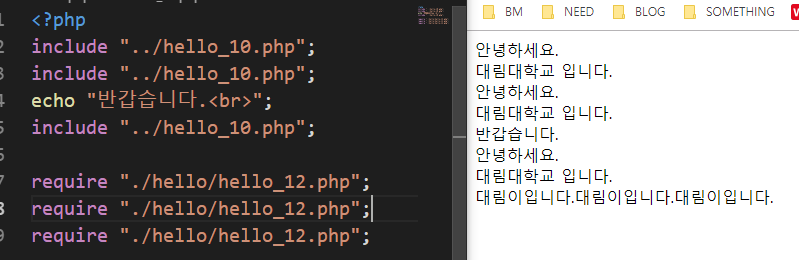 1 <?php
2 include "../hello_10.php";
3 include "../hello_10.php";
4 echo "반갑습니다.<br>";
5 include "../hello_10.php";
6
7 require "./hello/hello_12.php";
8 require "./hello/hello_12.php";
9 require "./hello/hello_12.php";
BM NEED BLOG SOMETHING
안녕하세요.
대림대학교 입니다.
안녕하세요.
대림대학교 입니다.
반갑습니다.
안녕하세요.
대림대학교 입니다.
대림이입니다.대림이입니다.대림이입니다.